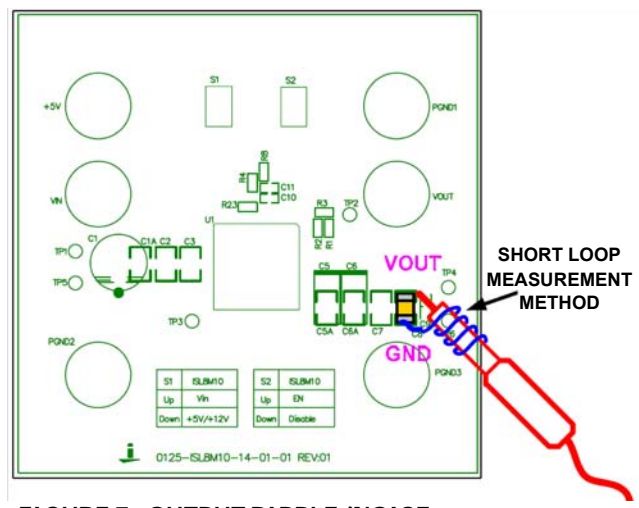 S1
S2
+5V
PGND1
R8
R4
C11
C10
VIN
VOUT
R23
R3
TP2
U1
R2
R1
C1
C1A C2 C3
TP1
TP5
C5 C6
VOUT
TP4
SHORT LOOP
MEASUREMENT
METHOD
TP3
C5A C6A C7
GND
PGND2
PGND3
S1 ISL8M10
Up Vin
Down +5V/+12V
S2 ISL8M10
Up EN
Down Disable
0125-ISL8M10-14-01-01 REV:01